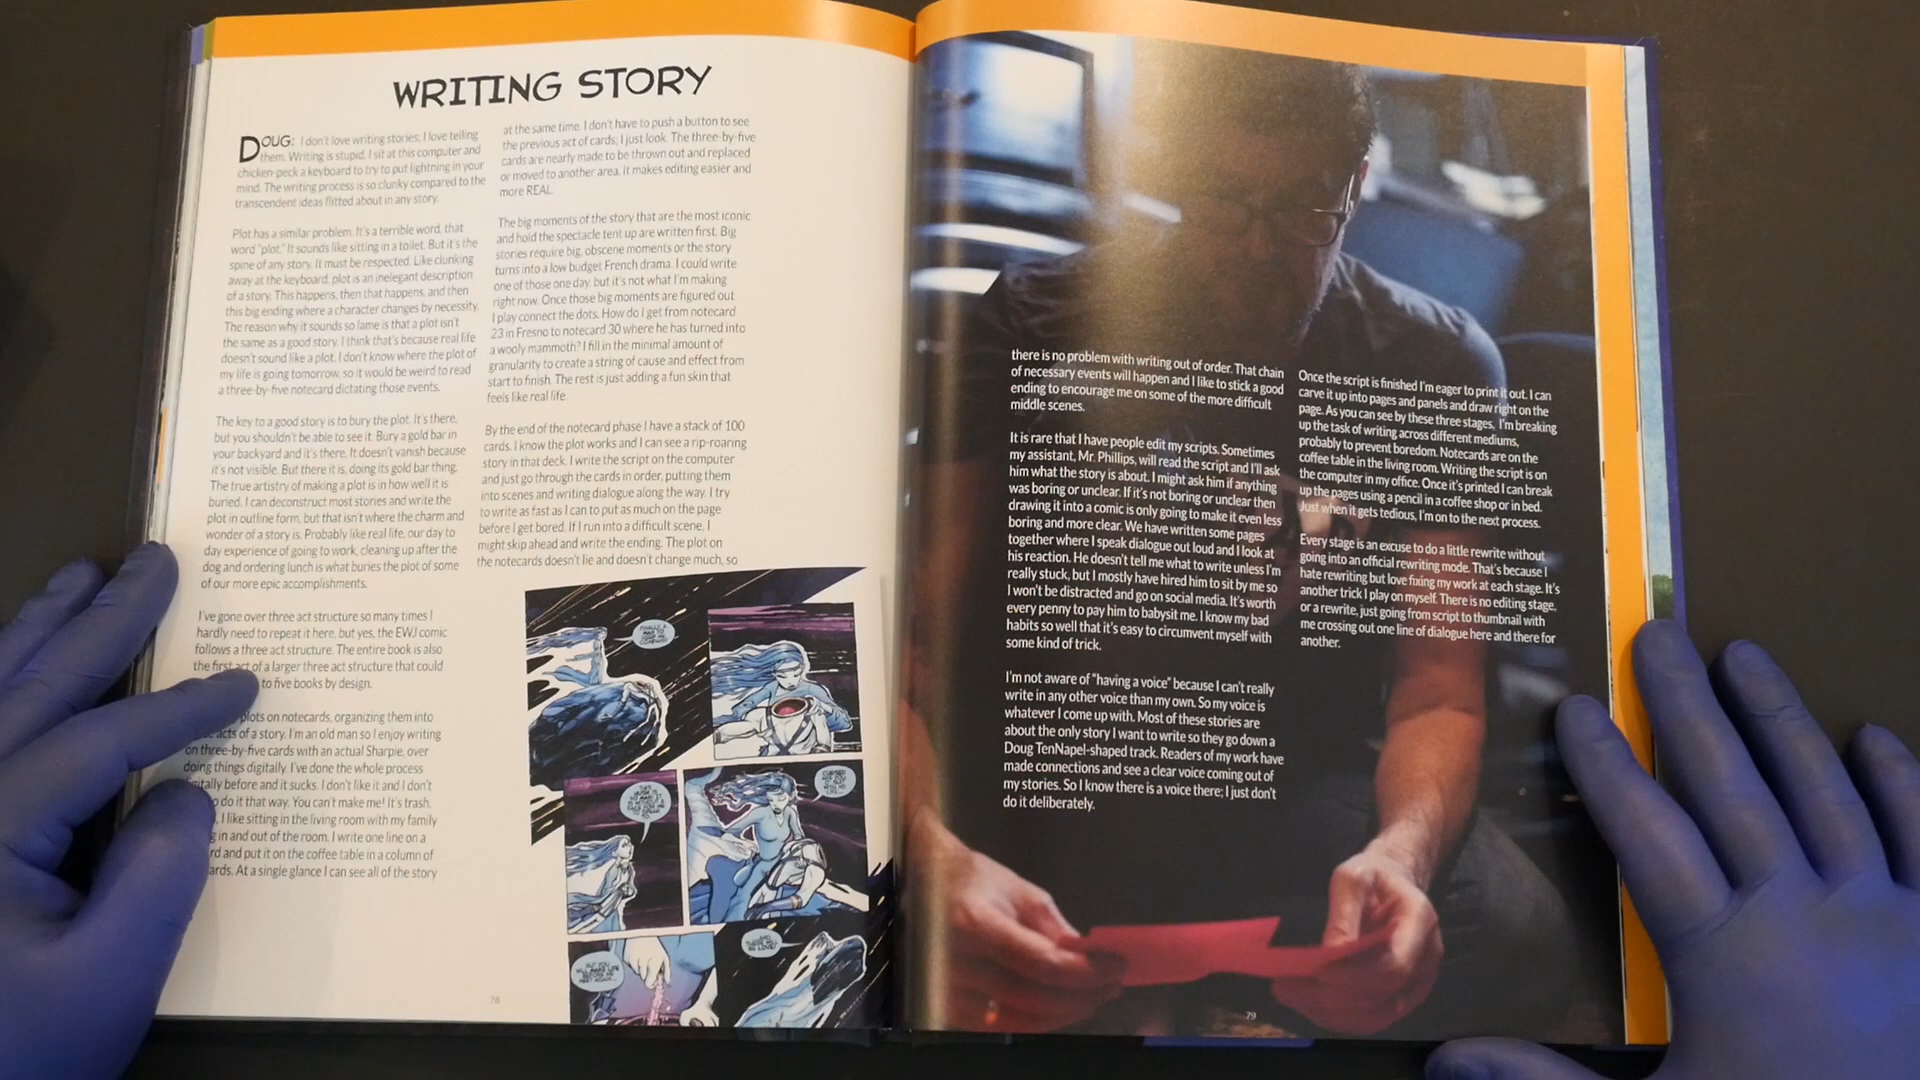 WRITING STORY
DOUG: I don't love writing stories; I love telling
them. Writing is stupid. I sit at this computer and
chicken-peck a keyboard to try to put lightning in your
mind. The writing process is so clunky compared to the
transcendent ideas flitted about in any story.
Plot has a similar problem. It's a terrible word, that
word "plot." It sounds like sitting in a toilet. But it's the
spine of any story. It must be respected. Like clunking
away at the keyboard, plot is an inelegant description
of a story. This happens, then that happens, and then
this big ending where a character changes by necessity.
The reason why it sounds so lame is that a plot isn't
the same as a good story. I think that's because real life
doesn't sound like a plot. I don't know where the plot of
my life is going tomorrow, so it would be weird to read
a three-by-five notecard dictating those events.
The key to a good story is to bury the plot. It's there,
but you shouldn't be able to see it. Bury a gold bar in
your backyard and it's there. It doesn't vanish because
it's not visible. But there it is, doing its gold bar thing.
The true artistry of making a plot is in how well it is
buried. I can deconstruct most stories and write the
plot in outline form, but that isn't where the charm and
wonder of a story is. Probably like real life, our day to
day experience of going to work, cleaning up after the
dog and ordering lunch is what buries the plot of some
of our more epic accomplishments.
I've gone over three act structure so many times I
hardly need to repeat it here, but yes, the EWJ comic
follows a three act structure. The entire book is also
the first act of a larger three act structure that could
to five books by design.
plots on notecards, organizing them into
acts of a story. I'm an old man so I enjoy writing
on three-by-five cards with an actual Sharpie, over
doing things digitally. I've done the whole process
digitally before and it sucks. I don't like it and I don't
do it that way. You can't make me! It's trash.
I like sitting in the living room with my family
in and out of the room. I write one line on a
and put it on the coffee table in a column of
At a single glance I can see all of the story
at the same time. I don't have to push a button to see
the previous act of cards; I just look. The three-by-five
cards are nearly made to be thrown out and replaced
or moved to another area. It makes editing easier and
more REAL.
The big moments of the story that are the most iconic
and hold the spectacle tent up are written first. Big
stories require big, obscene moments or the story
turns into a low budget French drama. I could write
one of those one day, but it's not what I'm making
right now. Once those big moments are figured out
I play connect the dots. How do I get from notecard
23 in Fresno to notecard 30 where he has turned into
a wooly mammoth? I fill in the minimal amount of
granularity to create a string of cause and effect from
start to finish. The rest is just adding a fun skin that
feels like real life.
By the end of the notecard phase I have a stack of 100
cards. I know the plot works and I can see a rip-roaring
story in that deck. I write the script on the computer
and just go through the cards in order, putting them
into scenes and writing dialogue along the way. I try
to write as fast as I can to put as much on the page
before I get bored. If I run into a difficult scene, I
might skip ahead and write the ending. The plot on
the notecards doesn't lie and doesn't change much, so
78
there is no problem with writing out of order. That chain
of necessary events will happen and I like to stick a good
ending to encourage me on some of the more difficult
middle scenes.
It is rare that I have people edit my scripts. Sometimes
my assistant, Mr. Phillips, will read the script and I'll ask
him what the story is about. I might ask him if anything
was boring or unclear. If it's not boring or unclear then
drawing it into a comic is only going to make it even less
boring and more clear. We have written some pages
together where I speak dialogue out loud and I look at
his reaction. He doesn't tell me what to write unless I'm
really stuck, but I mostly have hired him to sit by me so
I won't be distracted and go on social media. It's worth
every penny to pay him to babysit me. I know my bad
habits so well that it's easy to circumvent myself with
some kind of trick.
I'm not aware of "having a voice" because I can't really
write in any other voice than my own. So my voice is
whatever I come up with. Most of these stories are
about the only story I want to write so they go down a
Doug TenNapel-shaped track. Readers of my work have
made connections and see a clear voice coming out of
my stories. So I know there is a voice there; I just don't
do it deliberately.
Once the script is finished I'm eager to print it out. I can
carve it up into pages and panels and draw right on the
page. As you can see by these three stages, I'm breaking
up the task of writing across different mediums,
probably to prevent boredom. Notecards are on the
coffee table in the living room. Writing the script is on
the computer in my office. Once it's printed I can break
up the pages using a pencil in a coffee shop or in bed.
Just when it gets tedious, I'm on to the next process.
Every stage is an excuse to do a little rewrite without
going into an official rewriting mode. That's because I
hate rewriting but love fixing my work at each stage. It's
another trick I play on myself. There is no editing stage,
or a rewrite, just going from script to thumbnail with
me crossing out one line of dialogue here and there for
another.
79